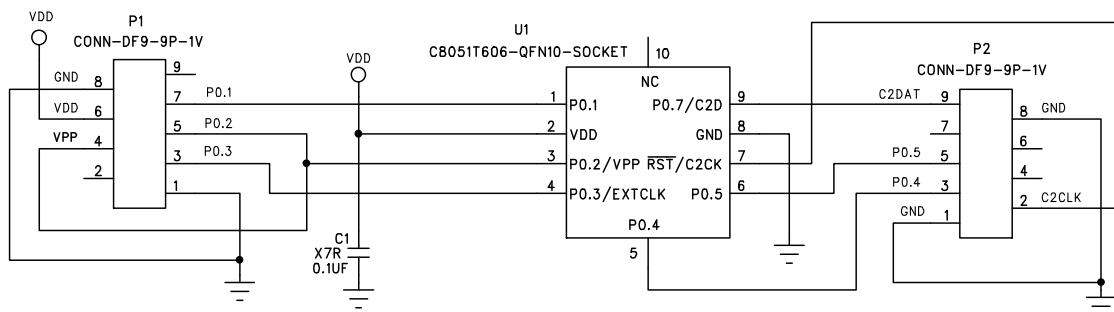 VDD
P1
CONN-DF9-9P-1V
GND
8
9
7
P0.1
VDD
6
5
P0.2
VPP
4
3
P0.3
2
1
VDD
C1
X7R
0.1UF
U1
C8051T606-QFN10-SOCKET
10
NC
1
P0.1
P0.7/C2D
9
2
VDD
GND
8
3
P0.2/VPP
RST/C2CK
7
4
P0.3/EXTCLK
P0.5
6
P0.4
5
P2
CONN-DF9-9P-1V
C2DAT
9
8
GND
7
6
P0.5
5
4
P0.4
3
2
C2CLK
GND
1